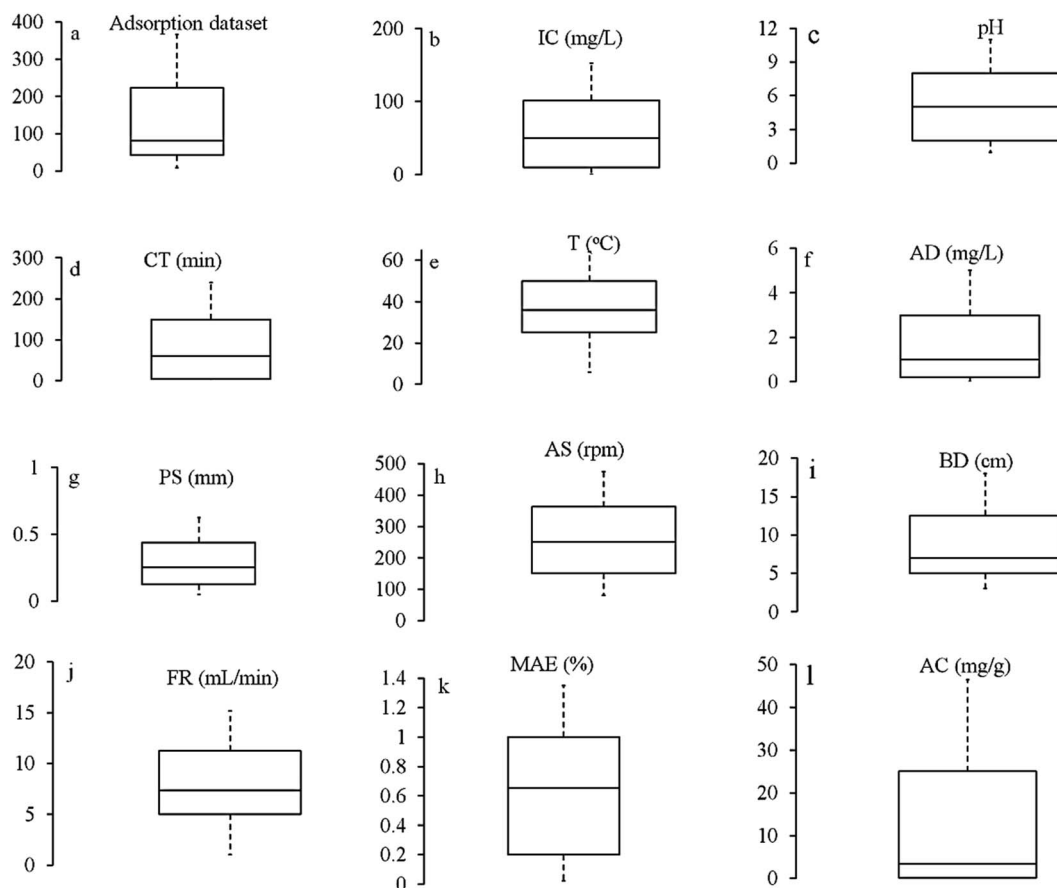 a
Adsorption dataset
400
300
200
100
0
b
IC (mg/L)
200
100
0
c
pH
12
9
6
3
0
d
CT (min)
300
200
100
0
e
T (ºC)
60
40
20
0
f
AD (mg/L)
6
4
2
0
g
PS (mm)
1
0.5
0
h
AS (rpm)
500
400
300
200
100
0
i
BD (cm)
20
15
10
5
0
j
FR (mL/min)
20
15
10
5
0
k
MAE (%)
1.4
1.2
1
0.8
0.6
0.4
0.2
0
l
AC (mg/g)
50
40
30
20
10
0